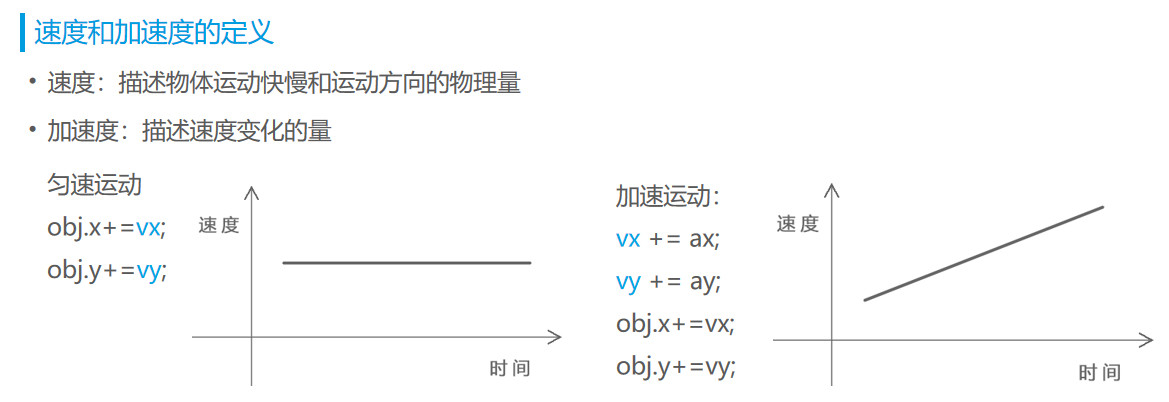 速度和加速度的定义
• 速度：描述物体运动快慢和运动方向的物理量
• 加速度：描述速度变化的量
匀速运动
obj.x+=vx;
obj.y+=vy;
速度
时间
加速运动：
vx += ax;
vy += ay;
obj.x+=vx;
obj.y+=vy;
速度
时间